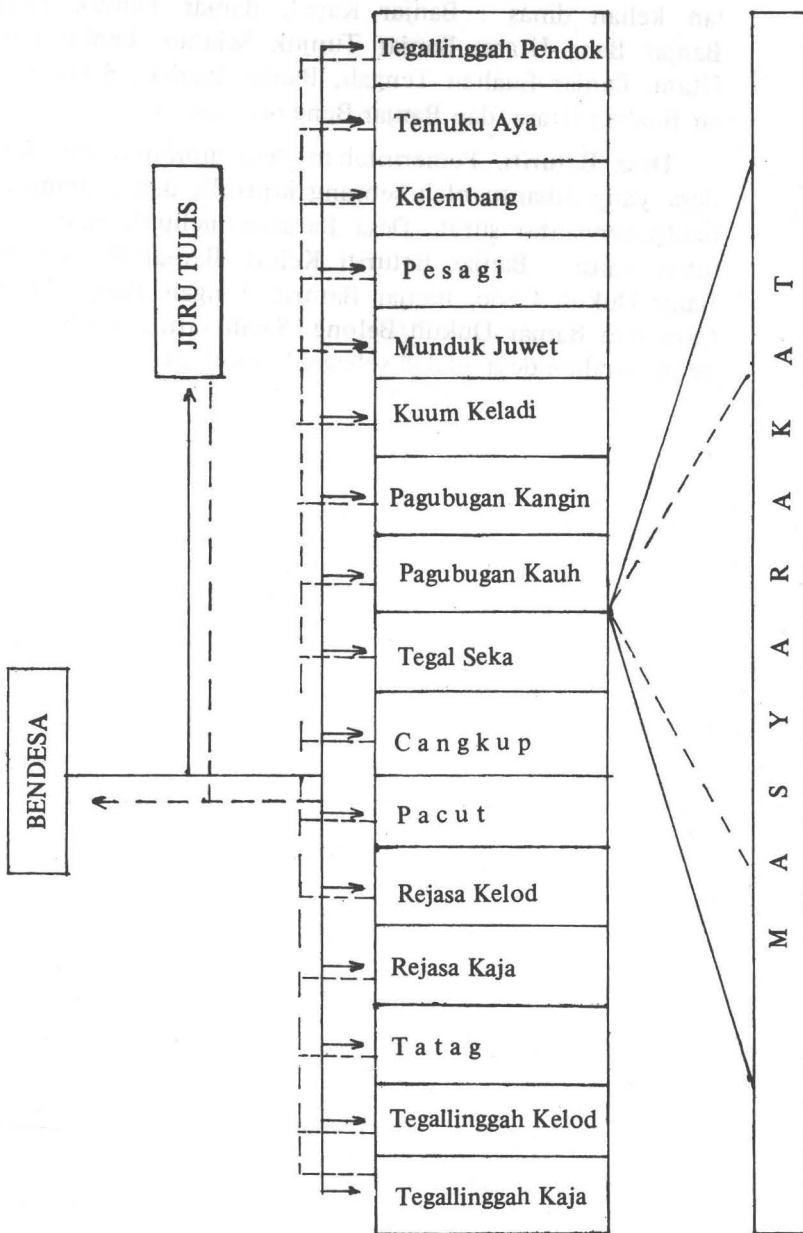 JURU TULIS
BENDESA
Tegallinggah Pendok
Temuku Aya
Kelembang
Pesagi
Munduk Juwet
Kuum Keladi
Pagubugan Kangin
Pagubugan Kauh
Tegal Seka
Cangkup
Pacut
Rejasa Kelod
Rejasa Kaja
Tatag
Tegallinggah Kelod
Tegallinggah Kaja
MASYARAKAT